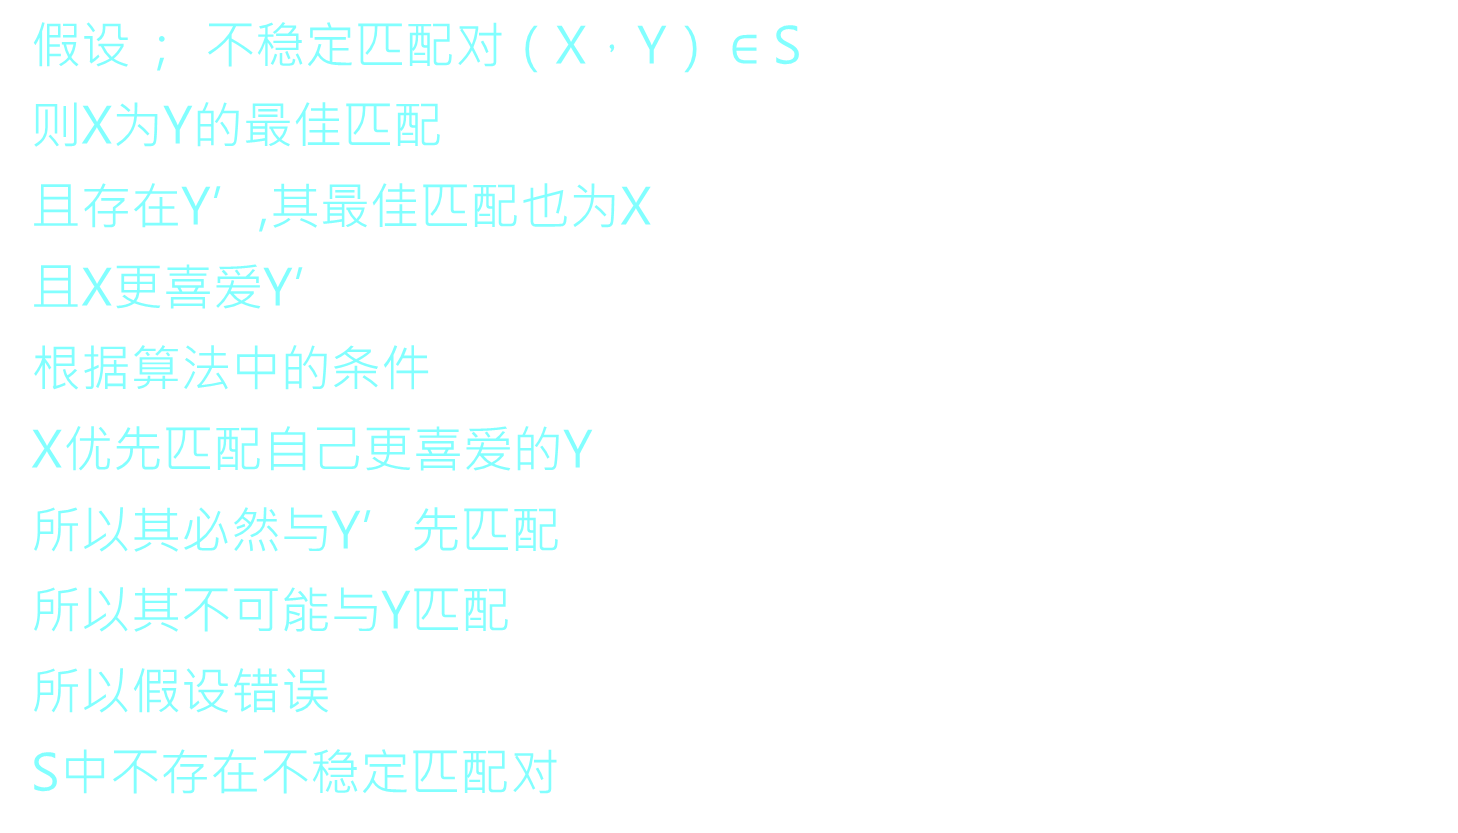 假设；不稳定匹配对（X，Y）∈S
则X为Y的最佳匹配
且存在Y′,其最佳匹配也为X
且X更喜爱Y′
根据算法中的条件
X优先匹配自己更喜爱的Y
所以其必然与Y′先匹配
所以其不可能与Y匹配
所以假设错误
S中不存在不稳定匹配对